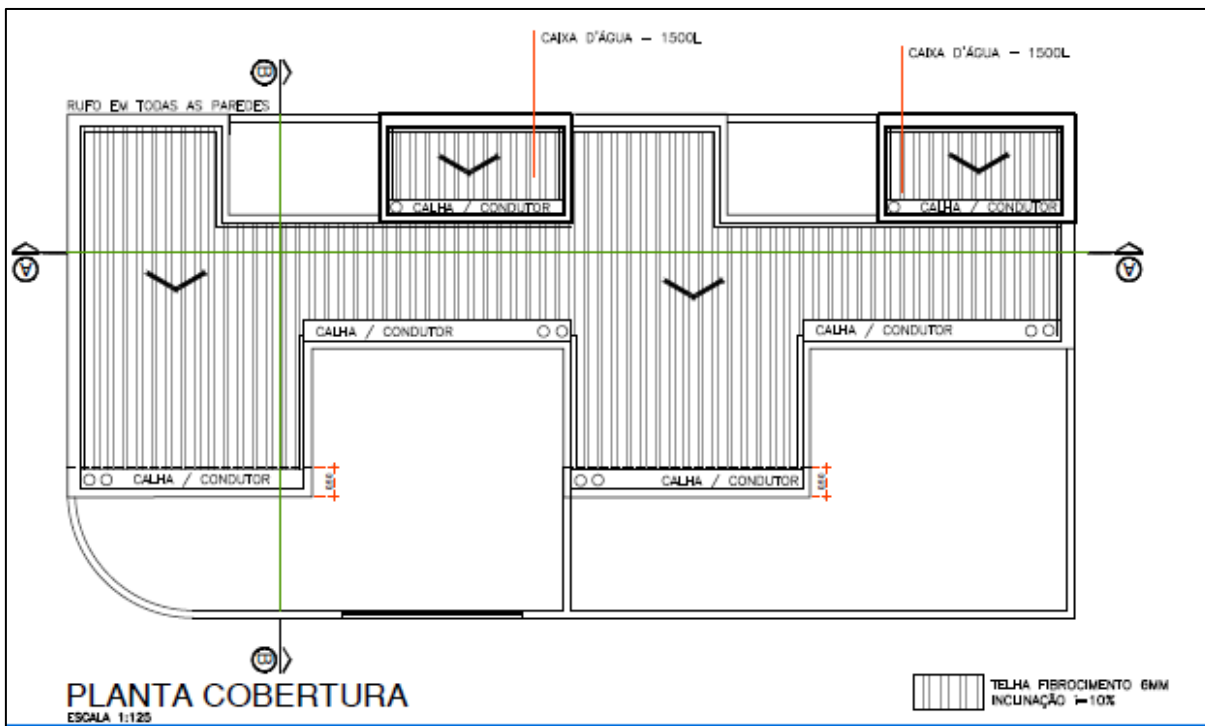 CAIXA D'ÁGUA – 1500L
CAIXA D'ÁGUA – 1500L
B
RUFO EM TODAS AS PAREDES
CALHA / CONDUTOR
CALHA / CONDUTOR
A
A
CALHA / CONDUTOR
CALHA / CONDUTOR
CALHA / CONDUTOR
CALHA / CONDUTOR
B
PLANTA COBERTURA
ESCALA 1:125
TELHA FIBROCIMENTO 6MM
INCLINAÇÃO i=10%